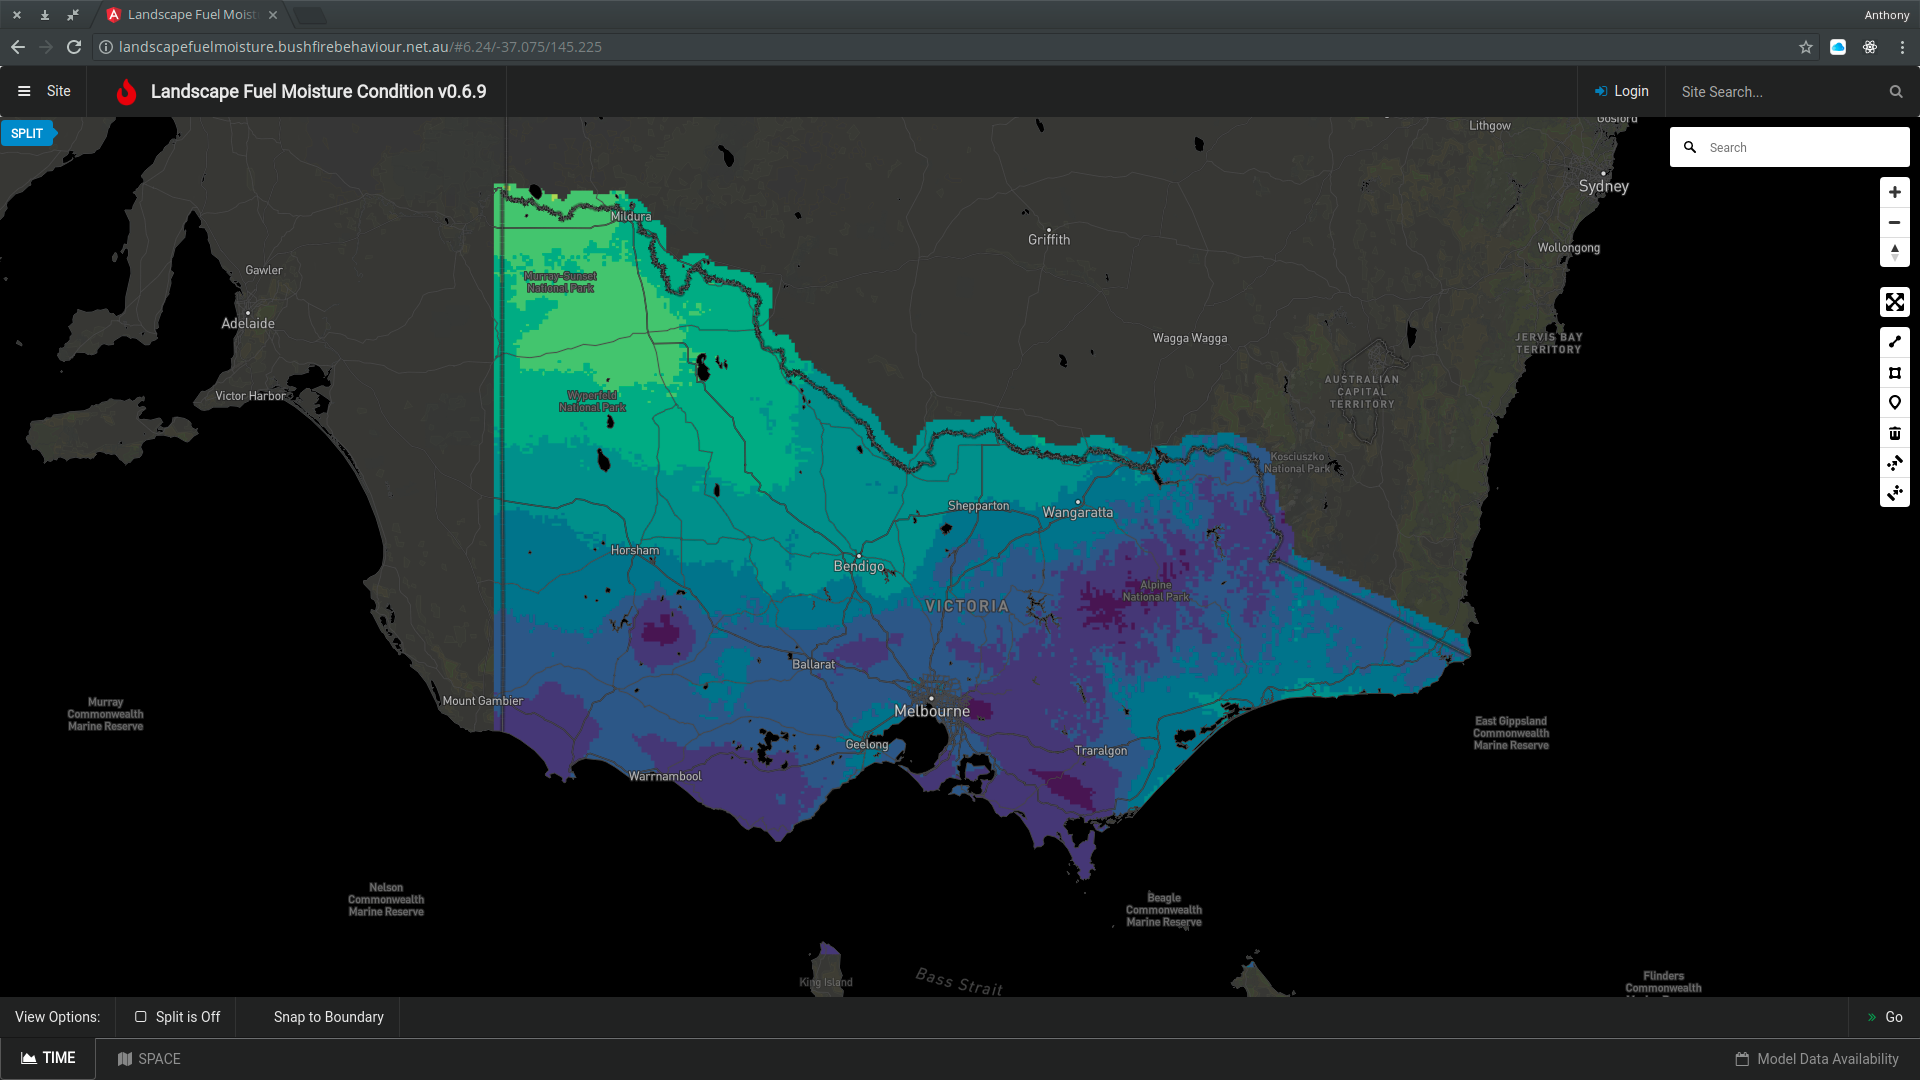 Landscape Fuel Moist
Anthony
landscapefuelmoisture.bushfirebehaviour.net.au/#6.24/-37.075/145.225
Site
Landscape Fuel Moisture Condition v0.6.9
Login
Site Search...
SPLIT
Search
Lithgow
Gosford
Sydney
Wollongong
Mildura
Griffith
Gawler
Murray-Sunset
National Park
Adelaide
Wagga Wagga
JERVIS BAY
TERRITORY
AUSTRALIAN
CAPITAL
TERRITORY
Victor Harbor
Wyperfeld
National Park
Kosciuszko
National Park
Shepparton
Wangaratta
Horsham
Bendigo
Alpine
National Park
VICTORIA
Ballarat
Mount Gambier
Melbourne
Murray
Commonwealth
Marine Reserve
East Gippsland
Commonwealth
Marine Reserve
Geelong
Traralgon
Warrnambool
Nelson
Commonwealth
Marine Reserve
Beagle
Commonwealth
Marine Reserve
King Island
Bass Strait
Flinders
Commonwealth
View Options:
Split is Off
Snap to Boundary
Go
TIME
SPACE
Model Data Availability